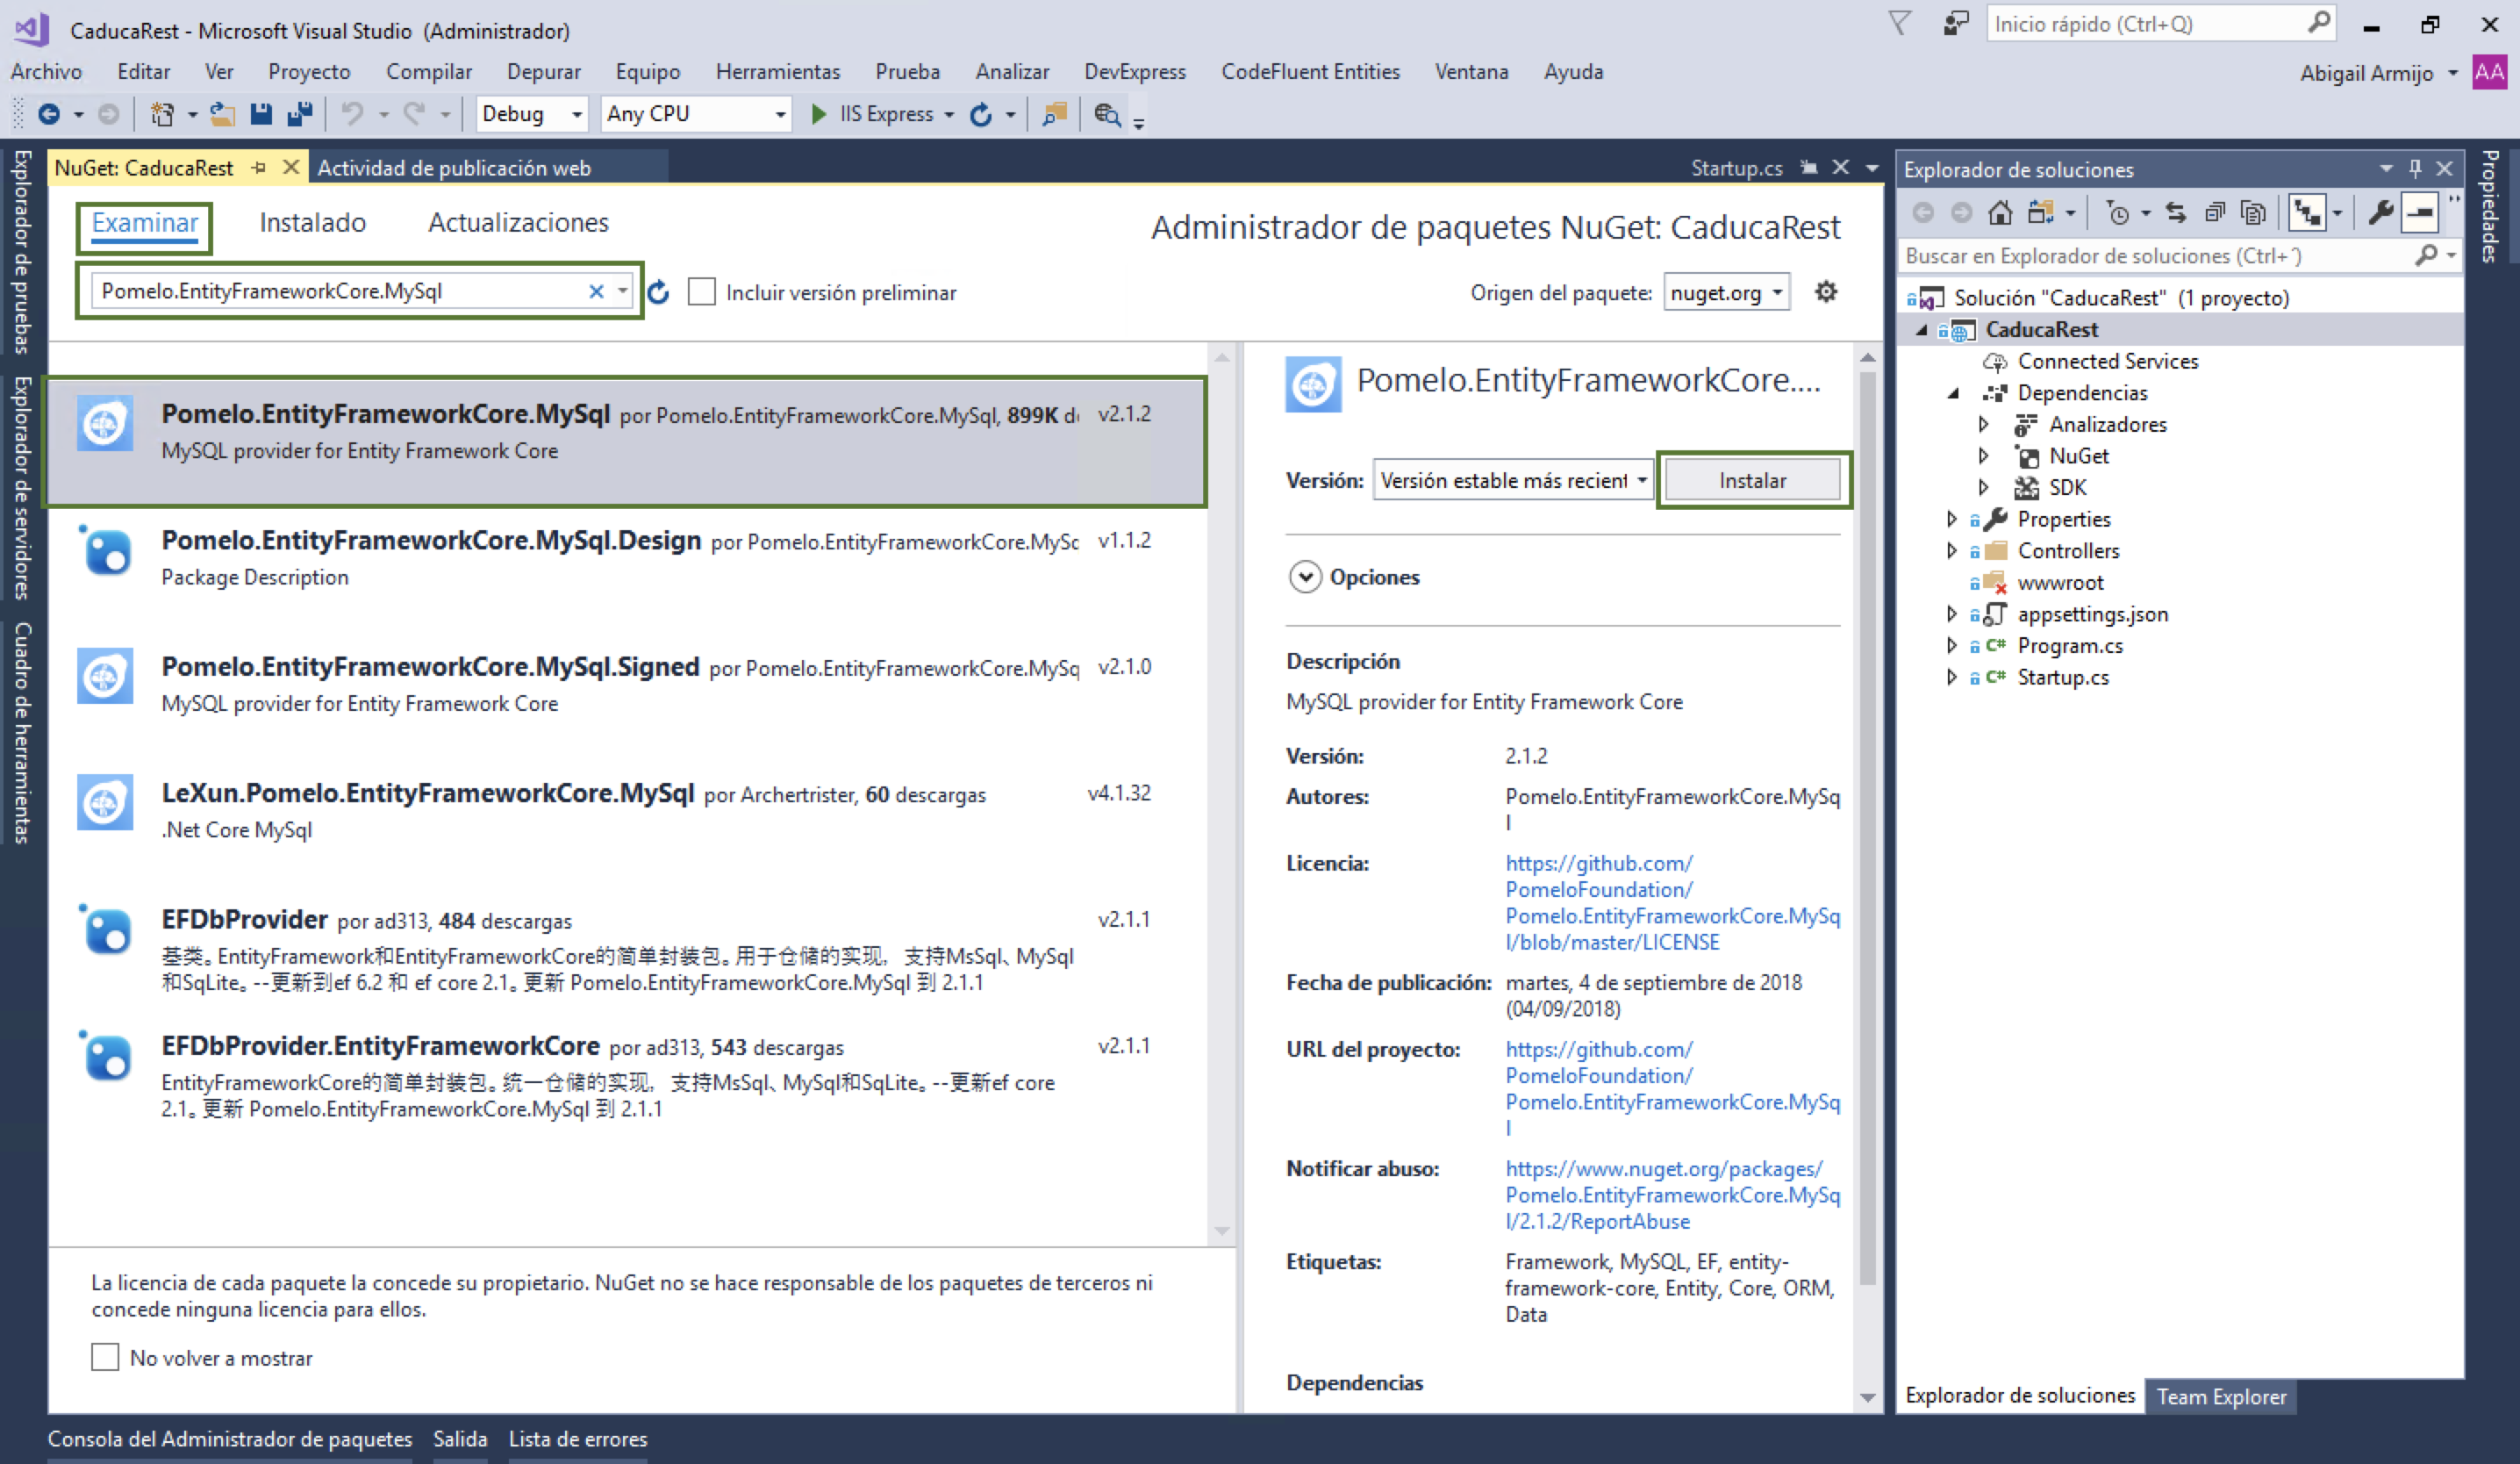 CaducaRest - Microsoft Visual Studio (Administrador)
Inicio rápido (Ctrl+Q)
Archivo Editar Ver Proyecto Compilar Depurar Equipo Herramientas Prueba Analizar DevExpress CodeFluent Entities Ventana Ayuda
Abigail Armijo AA
Debug Any CPU IIS Express
Explorador de pruebas
Explorador de servidores
Cuadro de herramientas
NuGet: CaducaRest Actividad de publicación web Startup.cs
Examinar Instalado Actualizaciones
Administrador de paquetes NuGet: CaducaRest
Pomelo.EntityFrameworkCore.MySql
Incluir versión preliminar
Origen del paquete: nuget.org
Pomelo.EntityFrameworkCore.MySql por Pomelo.EntityFrameworkCore.MySql, 899K de v2.1.2
MySQL provider for Entity Framework Core
Pomelo.EntityFrameworkCore.MySql.Design por Pomelo.EntityFrameworkCore.MySq v1.1.2
Package Description
Pomelo.EntityFrameworkCore.MySql.Signed por Pomelo.EntityFrameworkCore.MySq v2.1.0
MySQL provider for Entity Framework Core
LeXun.Pomelo.EntityFrameworkCore.MySql por Archertrister, 60 descargas v4.1.32
.Net Core MySql
EFDbProvider por ad313, 484 descargas v2.1.1
基类。EntityFramework和EntityFrameworkCore的简单封装包。用于仓储的实现，支持MsSql、MySql
和SqLite。--更新到ef 6.2 和 ef core 2.1。更新 Pomelo.EntityFrameworkCore.MySql 到 2.1.1
EFDbProvider.EntityFrameworkCore por ad313, 543 descargas v2.1.1
EntityFrameworkCore的简单封装包。统一仓储的实现，支持MsSql、MySql和SqLite。--更新ef core
2.1。更新 Pomelo.EntityFrameworkCore.MySql 到 2.1.1
La licencia de cada paquete la concede su propietario. NuGet no se hace responsable de los paquetes de terceros ni
concede ninguna licencia para ellos.
No volver a mostrar
Pomelo.EntityFrameworkCore....
Versión: Versión estable más recient Instalar
Opciones
Descripción
MySQL provider for Entity Framework Core
Versión: 2.1.2
Autores: Pomelo.EntityFrameworkCore.MySq
l
Licencia: https://github.com/
PomeloFoundation/
Pomelo.EntityFrameworkCore.MySq
l/blob/master/LICENSE
Fecha de publicación: martes, 4 de septiembre de 2018
(04/09/2018)
URL del proyecto: https://github.com/
PomeloFoundation/
Pomelo.EntityFrameworkCore.MySq
l
Notificar abuso: https://www.nuget.org/packages/
Pomelo.EntityFrameworkCore.MySq
l/2.1.2/ReportAbuse
Etiquetas: Framework, MySQL, EF, entity-
framework-core, Entity, Core, ORM,
Data
Dependencias
Explorador de soluciones
Buscar en Explorador de soluciones (Ctrl+´)
Solución "CaducaRest" (1 proyecto)
CaducaRest
Connected Services
Dependencias
Analizadores
NuGet
SDK
Properties
Controllers
wwwroot
appsettings.json
C# Program.cs
C# Startup.cs
Explorador de soluciones Team Explorer
Propiedades
Consola del Administrador de paquetes Salida Lista de errores